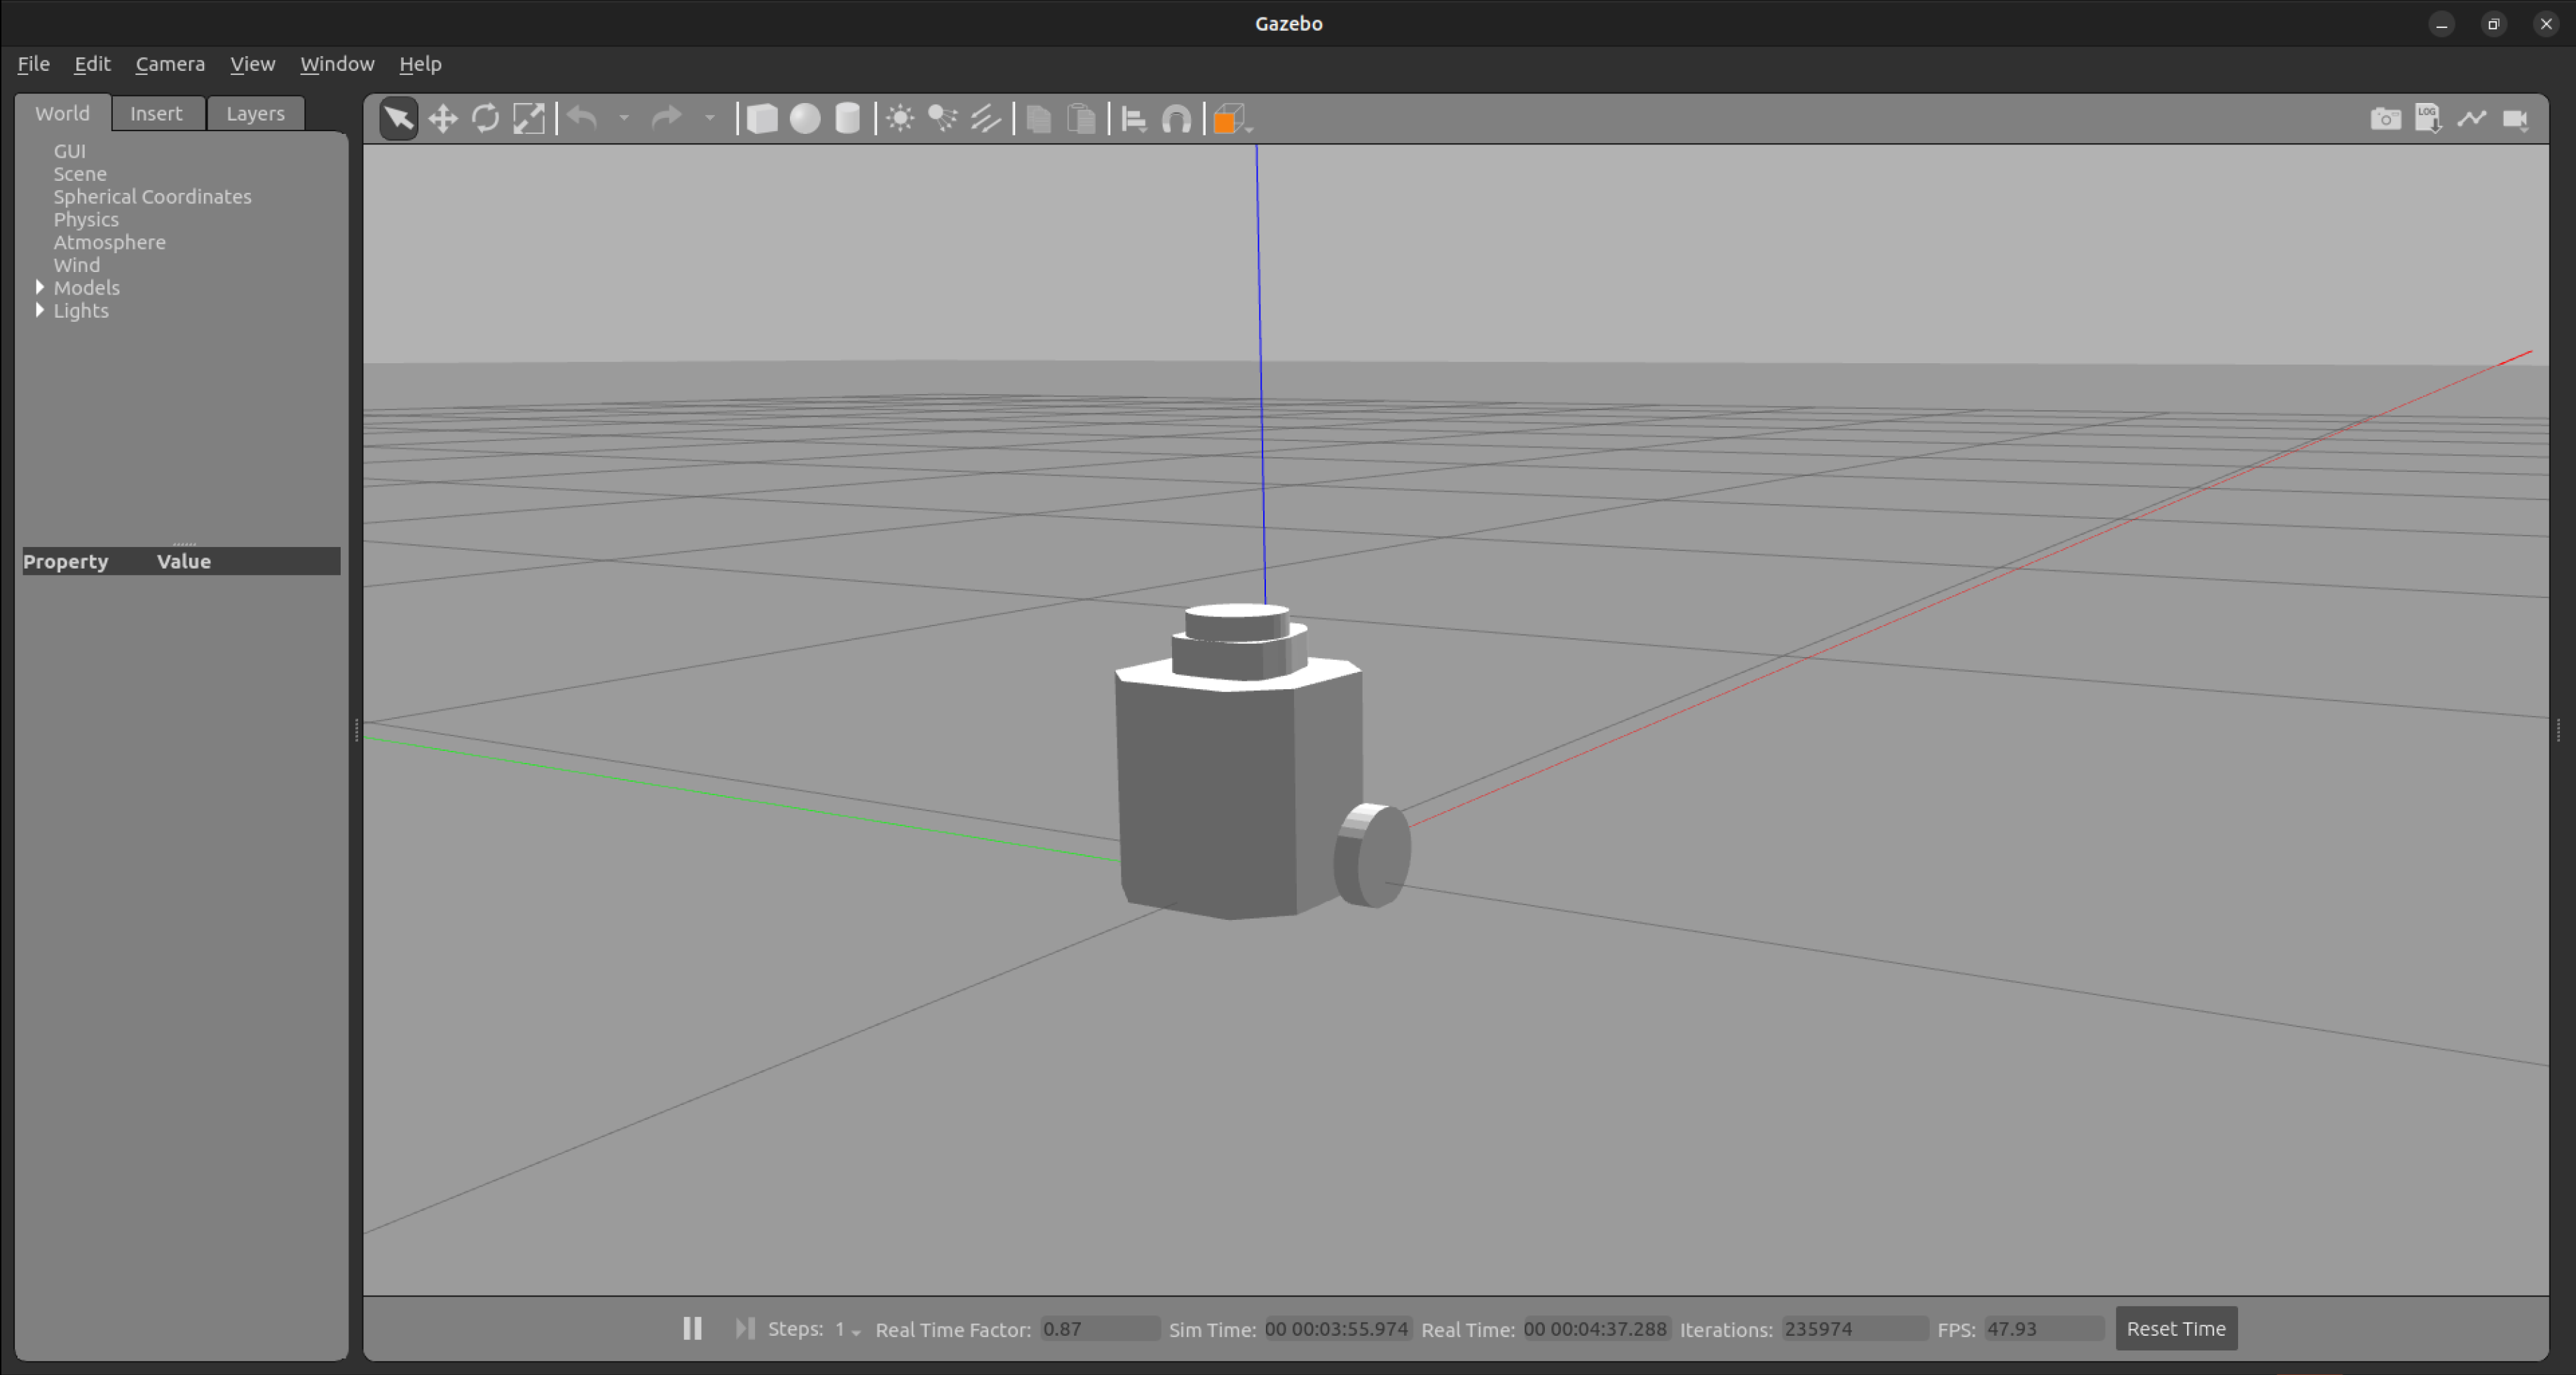 Gazebo
File Edit Camera View Window Help
World Insert Layers
LOG
GUI
Scene
Spherical Coordinates
Physics
Atmosphere
Wind
Models
Lights
Property Value
Steps: 1 Real Time Factor: 0.87 Sim Time: 00 00:03:55.974 Real Time: 00 00:04:37.288 Iterations: 235974 FPS: 47.93 Reset Time